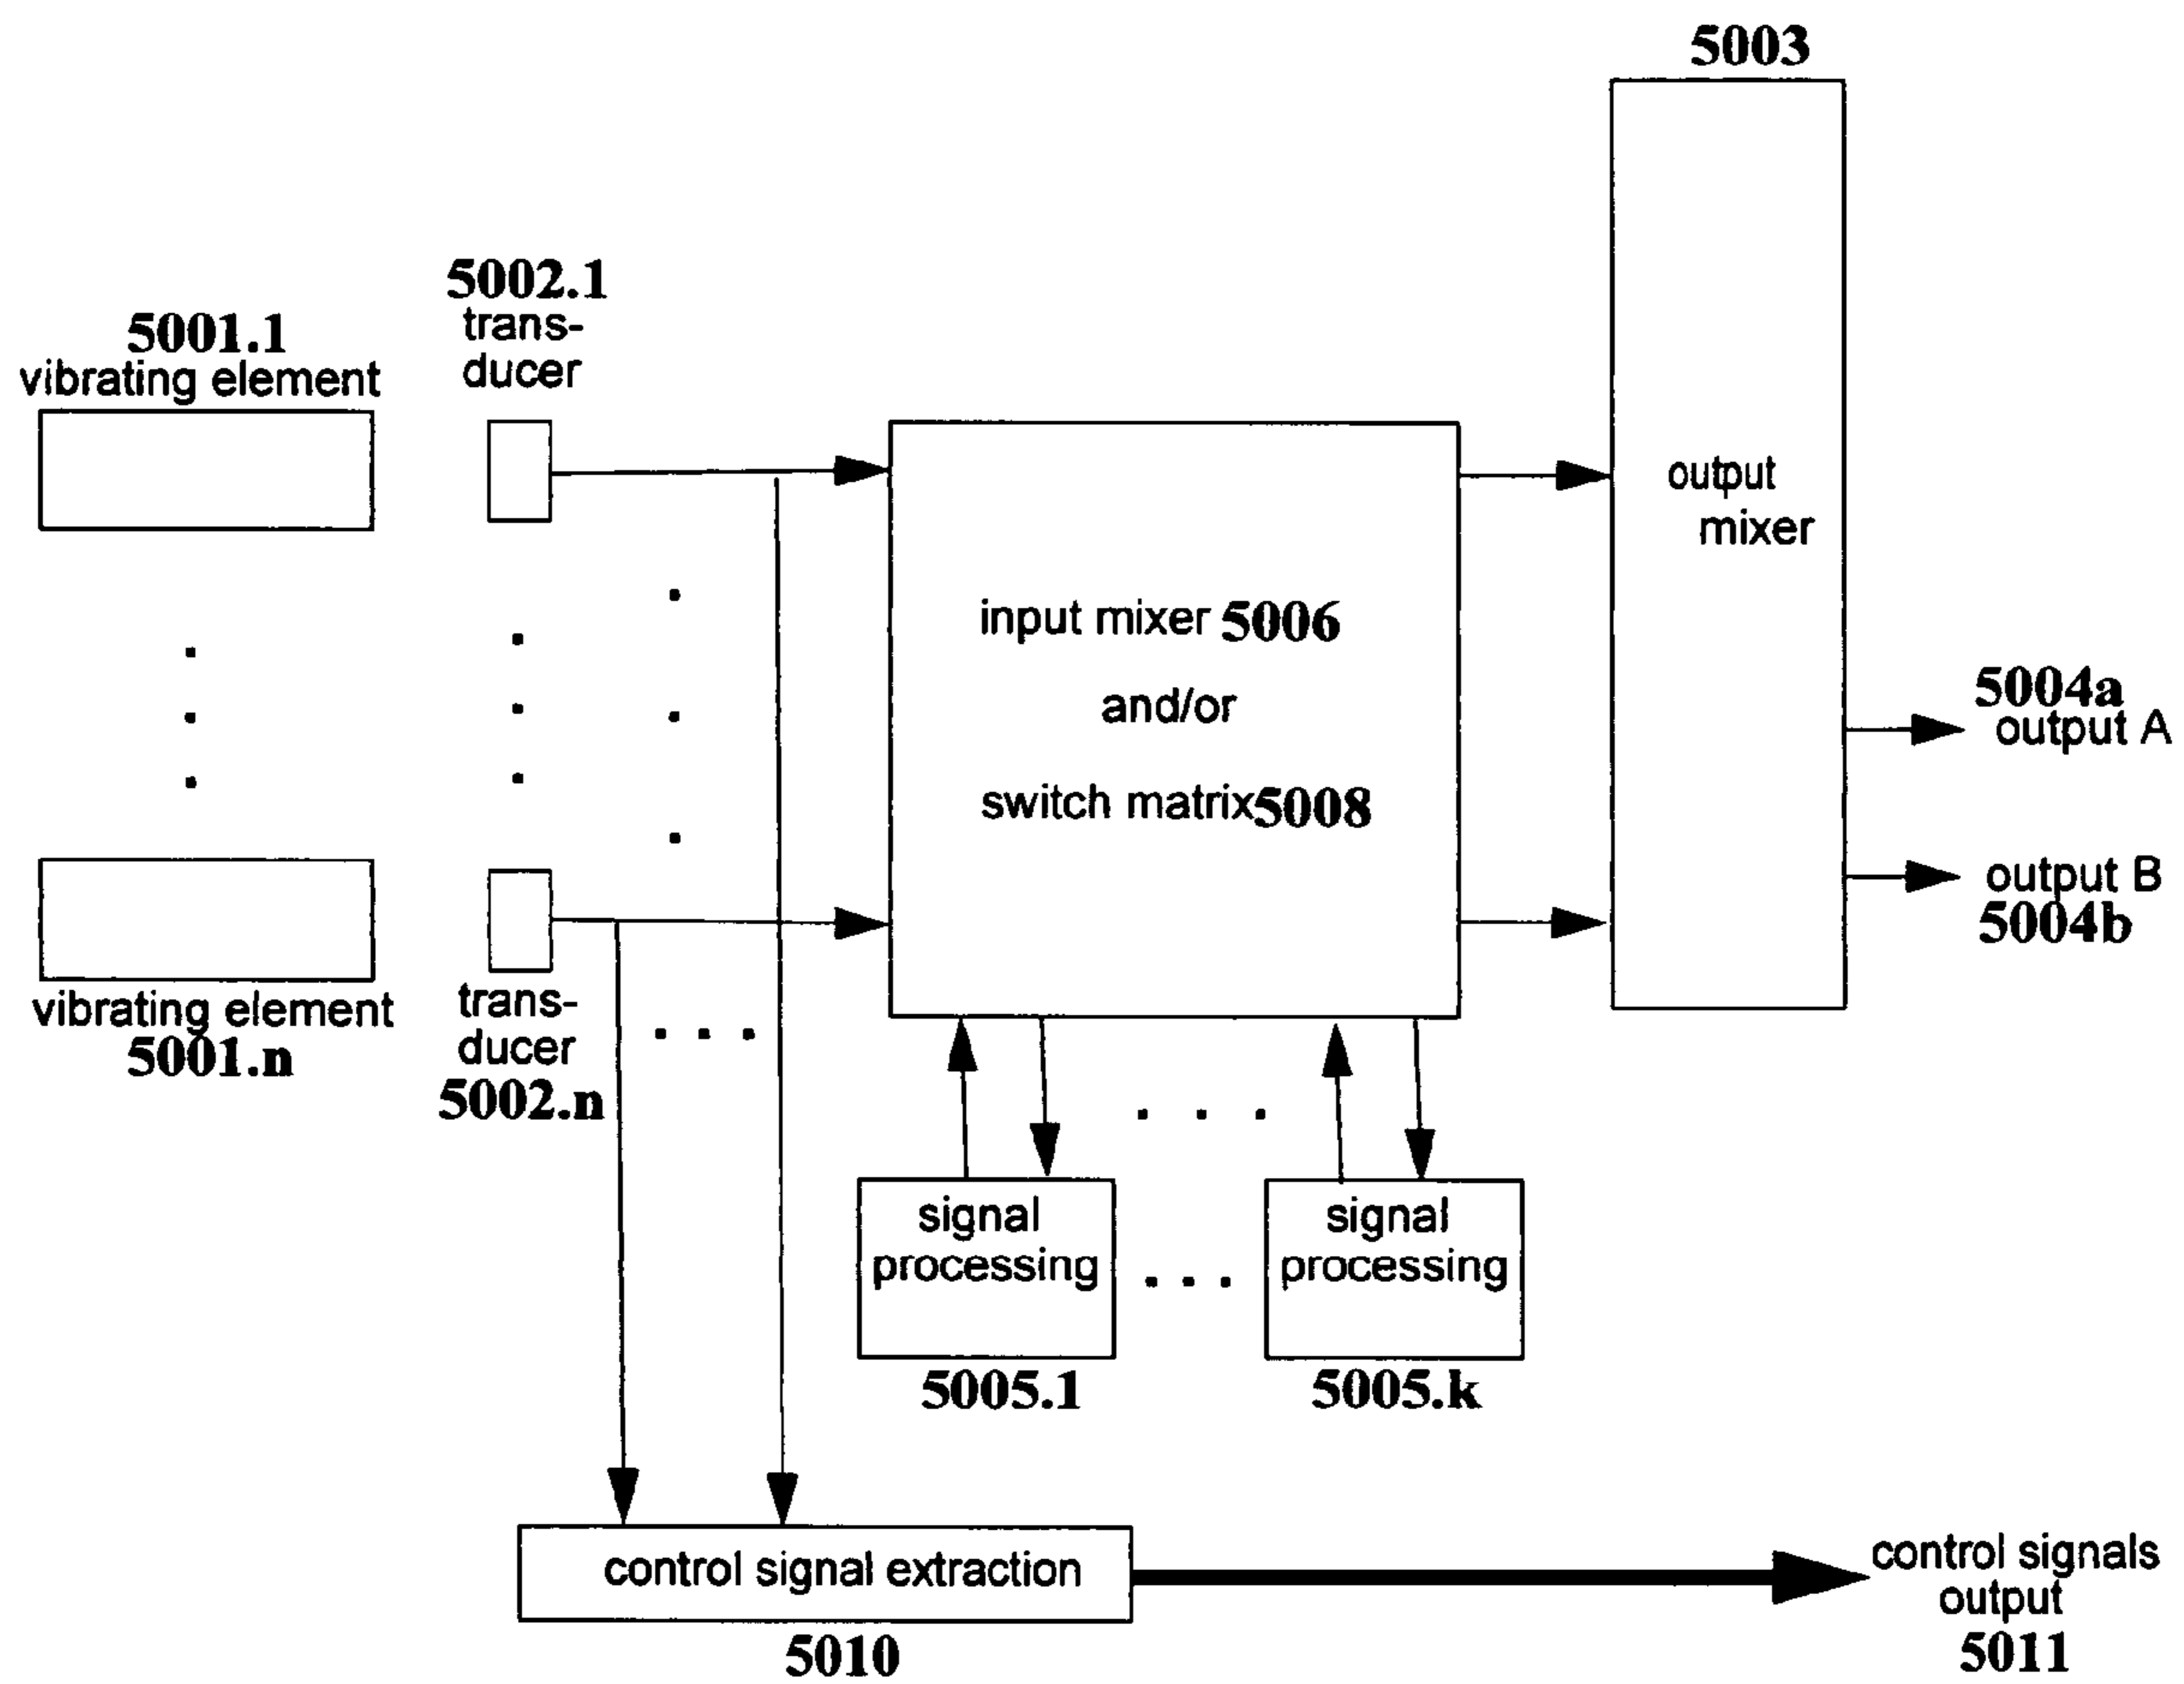 5003
5002.1
trans-
ducer
5001.1
vibrating element
output
mixer
input mixer 5006
and/or
switch matrix5008
5004a
output A
output B
5004b
vibrating element
5001.n
trans-
ducer
5002.n
signal
processing
5005.1
signal
processing
5005.k
control signal extraction
5010
control signals
output
5011